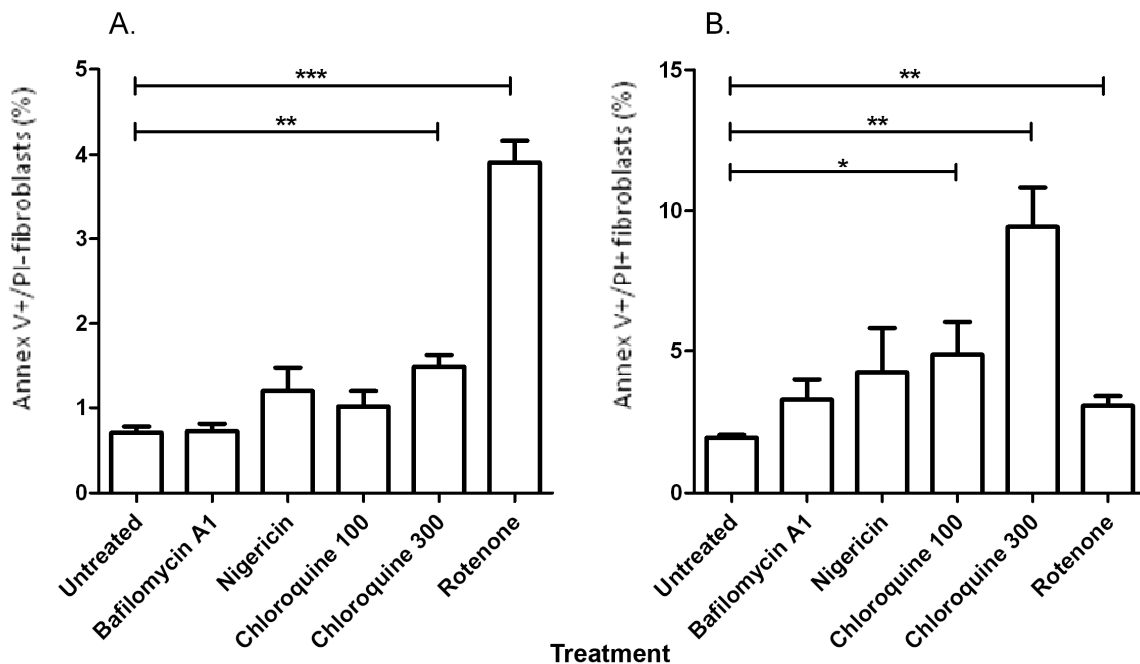 A.
Annex V+/PI-fibroblasts (%)
5
4
3
2
1
0
***
**
Untreated
Bafilomycin A1
Nigericin
Chloroquine 100
Chloroquine 300
Rotenone
B.
Annex V+/PI+ fibroblasts (%)
15
10
5
0
**
**
*
Untreated
Bafilomycin A1
Nigericin
Chloroquine 100
Chloroquine 300
Rotenone
Treatment